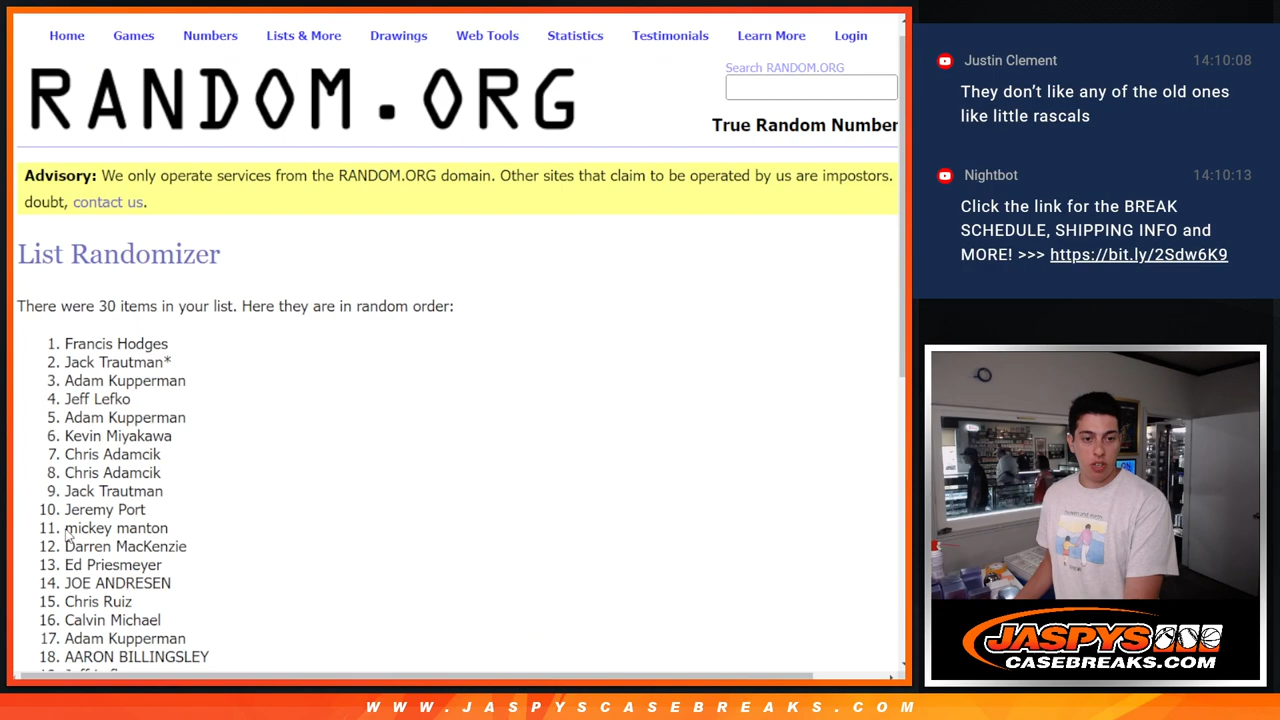 Home Games Numbers Lists & More Drawings Web Tools Statistics Testimonials Learn More Login
RANDOM.ORG
Search RANDOM.ORG
True Random Number
Advisory: We only operate services from the RANDOM.ORG domain. Other sites that claim to be operated by us are impostors.
doubt, contact us.
List Randomizer
There were 30 items in your list. Here they are in random order:
1. Francis Hodges
2. Jack Trautman*
3. Adam Kupperman
4. Jeff Lefko
5. Adam Kupperman
6. Kevin Miyakawa
7. Chris Adamcik
8. Chris Adamcik
9. Jack Trautman
10. Jeremy Port
11. mickey manton
12. Darren MacKenzie
13. Ed Priesmeyer
14. JOE ANDRESEN
15. Chris Ruiz
16. Calvin Michael
17. Adam Kupperman
18. AARON BILLINGSLEY
Justin Clement 14:10:08
They don’t like any of the old ones
like little rascals
Nightbot 14:10:13
Click the link for the BREAK
SCHEDULE, SHIPPING INFO and
MORE! >>> https://bit.ly/2Sdw6K9
JASPYS
CASEBREAKS.COM
WWW.JASPYSCASEBREAKS.COM